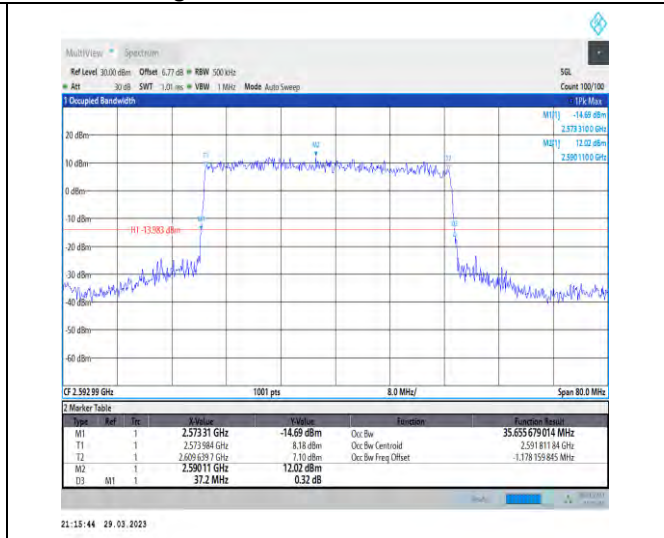 MultiView Spectrum
Ref Level 30.00 dBm Offset 6.77 dB RBW 500 kHz SGL
Att 30 dB SWT 1.01 ms VBW 1 MHz Mode Auto Sweep Count 100/100
1 Occupied Bandwidth 1Pk Max
M1[1] -14.69 dBm
2.573 3100 GHz
M2[1] 12.02 dBm
2.590 1100 GHz
20 dBm
M2
T1
T2
10 dBm
0 dBm
-10 dBm
M1
D3
H1 -13.983 dBm
-20 dBm
-30 dBm
-40 dBm
-50 dBm
-60 dBm
CF 2.592 99 GHz 1001 pts 8.0 MHz/ Span 80.0 MHz
2 Marker Table
Type Ref Trc X-Value Y-Value Function Function Result
M1 1 2.573 31 GHz -14.69 dBm Occ Bw 35.655 679 014 MHz
T1 1 2.573 984 GHz 8.18 dBm Occ Bw Centroid 2.591 811 84 GHz
T2 1 2.609 639 7 GHz 7.10 dBm Occ Bw Freq Offset -1.178 159 845 MHz
M2 1 2.590 11 GHz 12.02 dBm
D3 M1 1 37.2 MHz 0.32 dB
21:15:44 29.03.2023